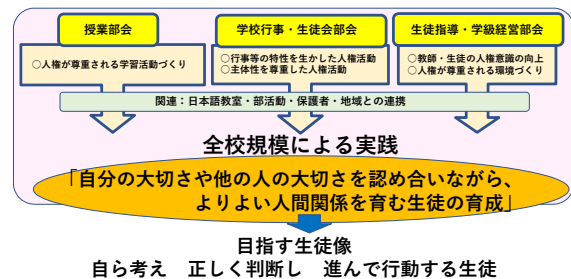 授業部会
学校行事・生徒会部会
生徒指導・学級経営部会
○人権が尊重される学習活動づくり
○行事等の特性を生かした人権活動
○主体性を尊重した人権活動
○教師・生徒の人権意識の向上
○人権が尊重される環境づくり
関連：日本語教室・部活動・保護者・地域との連携
全校規模による実践
「自分の大切さや他の人の大切さを認め合いながら、
よりよい人間関係を育む生徒の育成」
目指す生徒像
自ら考え　正しく判断し　進んで行動する生徒